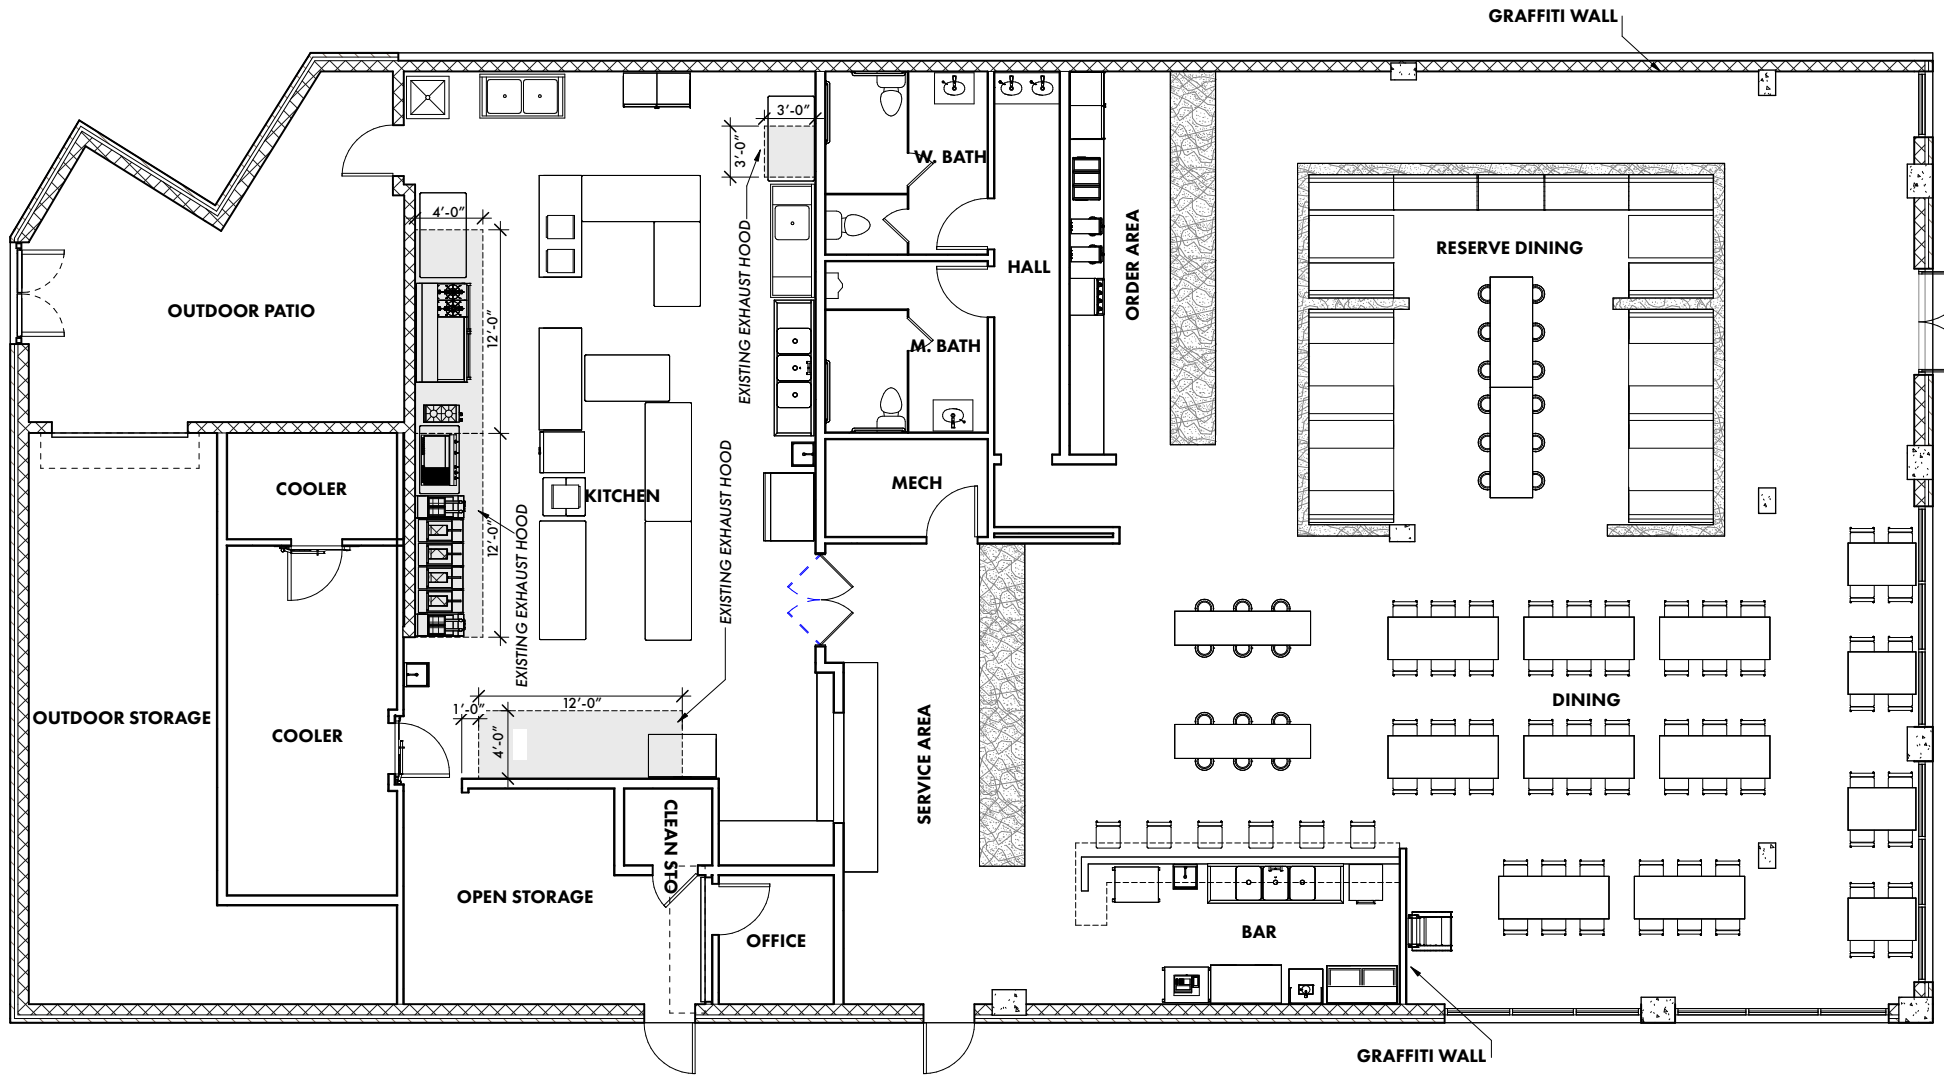 GRAFFITI WALL
3'-0"
3'-0"
W. BATH
4'-0"
ORDER AREA
RESERVE DINING
HALL
EXISTING EXHAUST HOOD
OUTDOOR PATIO
12'-0"
M. BATH
COOLER
MECH
KITCHEN
12'-0"
EXISTING EXHAUST HOOD
EXISTING EXHAUST HOOD
OUTDOOR STORAGE
COOLER
1'-0"
12'-0"
4'-0"
SERVICE AREA
DINING
CLEAN STO
OPEN STORAGE
OFFICE
BAR
GRAFFITI WALL